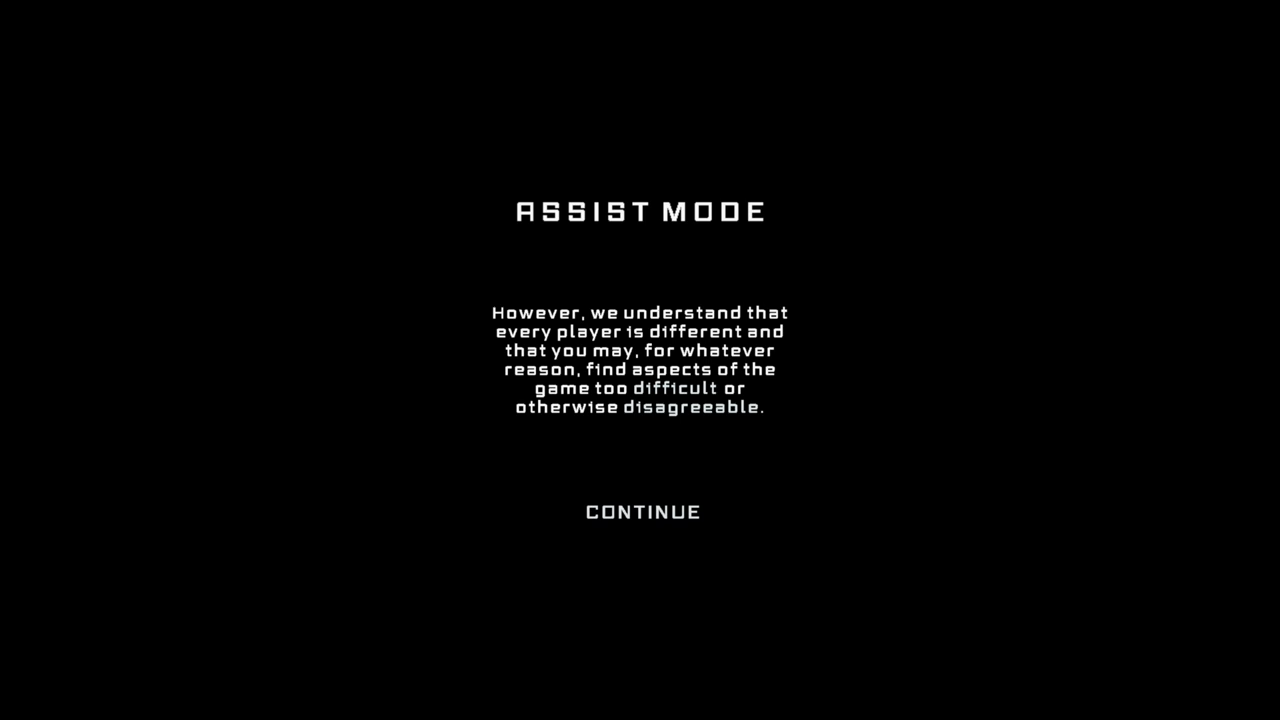 ASSIST MODE
However, we understand that
every player is different and
that you may, for whatever
reason, find aspects of the
game too difficult or
otherwise disagreeable.
CONTINUE